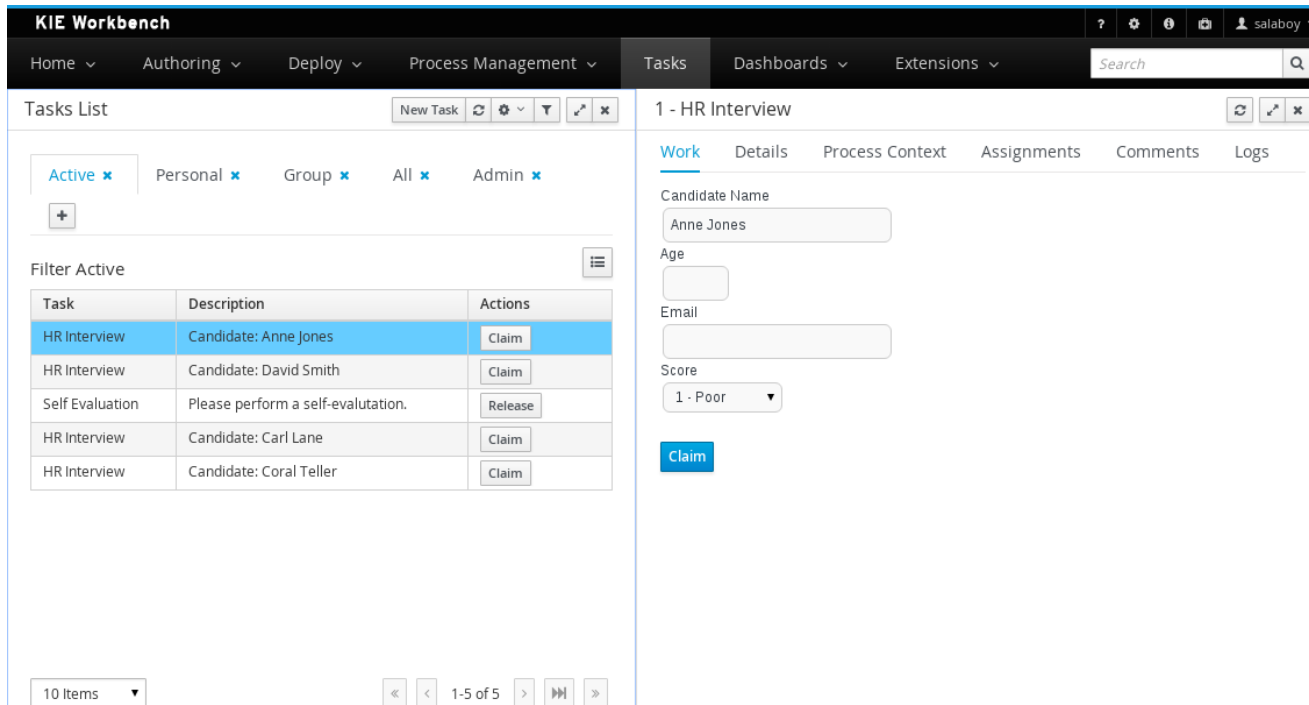 KIE Workbench
? salaboy
Home Authoring Deploy Process Management Tasks Dashboards Extensions Search
Tasks List New Task
1 - HR Interview
Work Details Process Context Assignments Comments Logs
Active Personal Group All Admin
+
Filter Active
Task Description Actions
HR Interview Candidate: Anne Jones Claim
HR Interview Candidate: David Smith Claim
Self Evaluation Please perform a self-evalutation. Release
HR Interview Candidate: Carl Lane Claim
HR Interview Candidate: Coral Teller Claim
10 Items
« < 1-5 of 5 > »
Candidate Name
Anne Jones
Age
Email
Score
1 - Poor
Claim